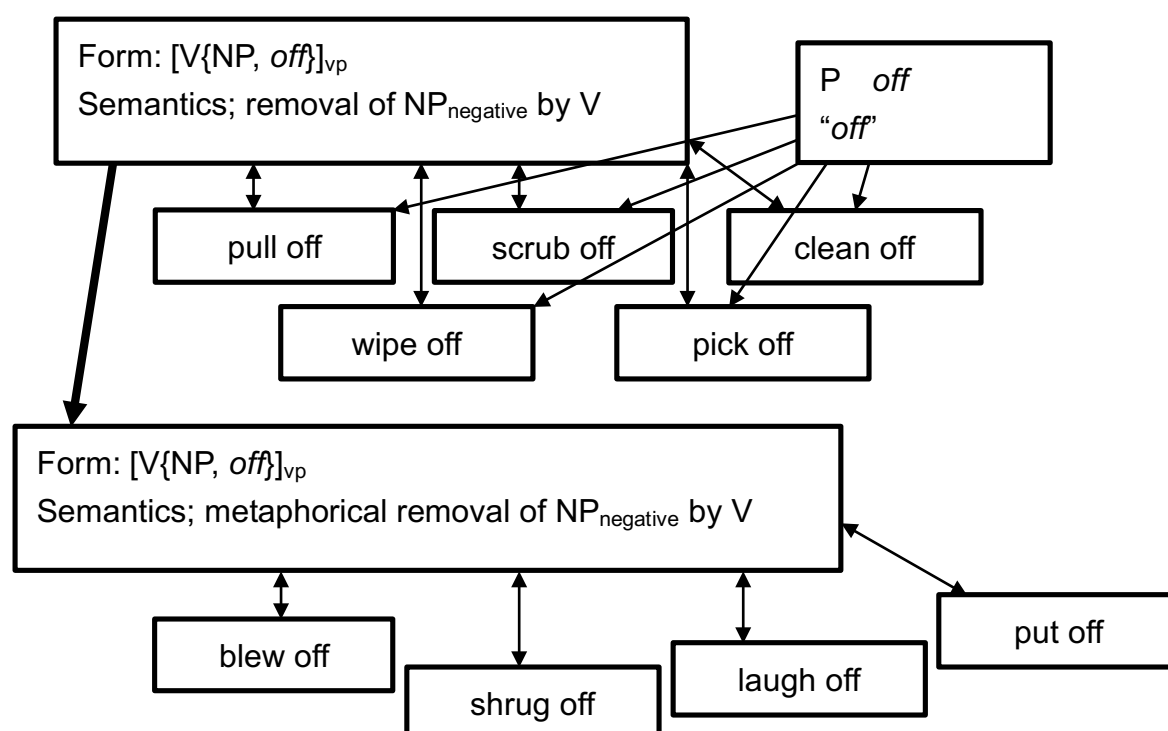 Form: [V{NP, off}]vp
Semantics; removal of NPnegative by V
P off
“off”
pull off
scrub off
clean off
wipe off
pick off
Form: [V{NP, off}]vp
Semantics; metaphorical removal of NPnegative by V
blew off
shrug off
laugh off
put off